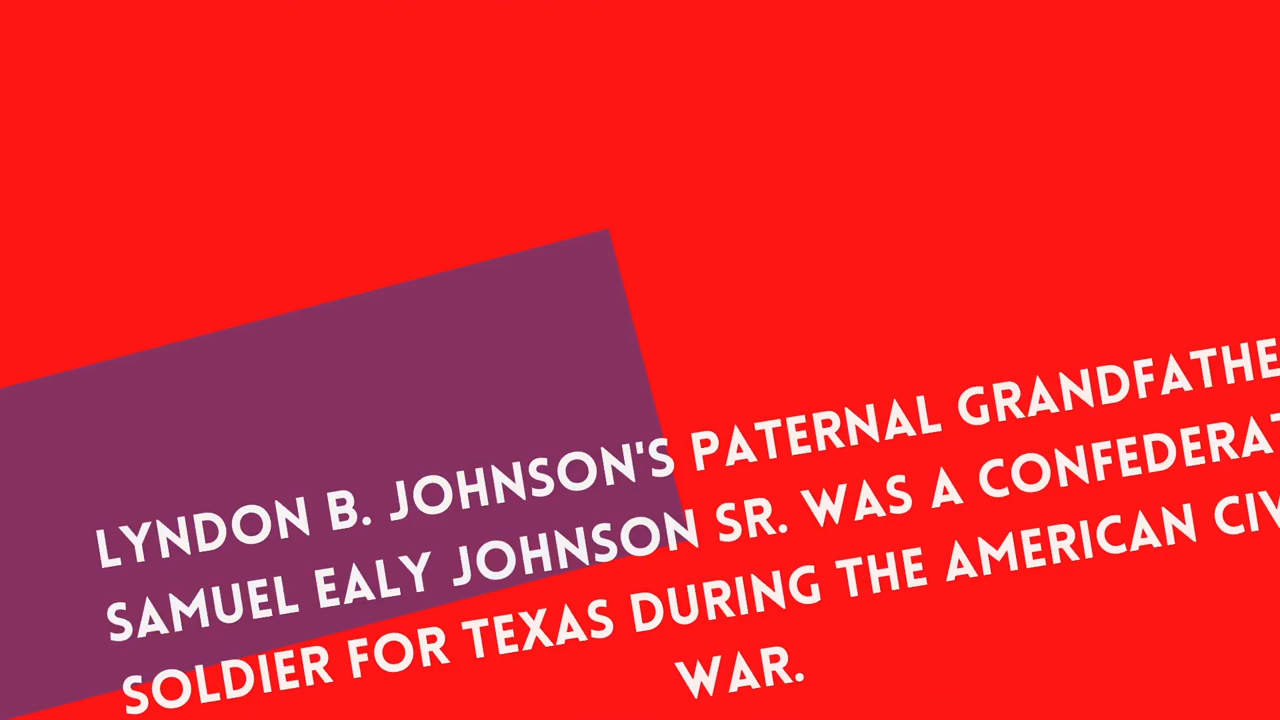 LYNDON B. JOHNSON'S PATERNAL GRANDFATHE
SAMUEL EALY JOHNSON SR. WAS A CONFEDERAT
SOLDIER FOR TEXAS DURING THE AMERICAN CIV
WAR.